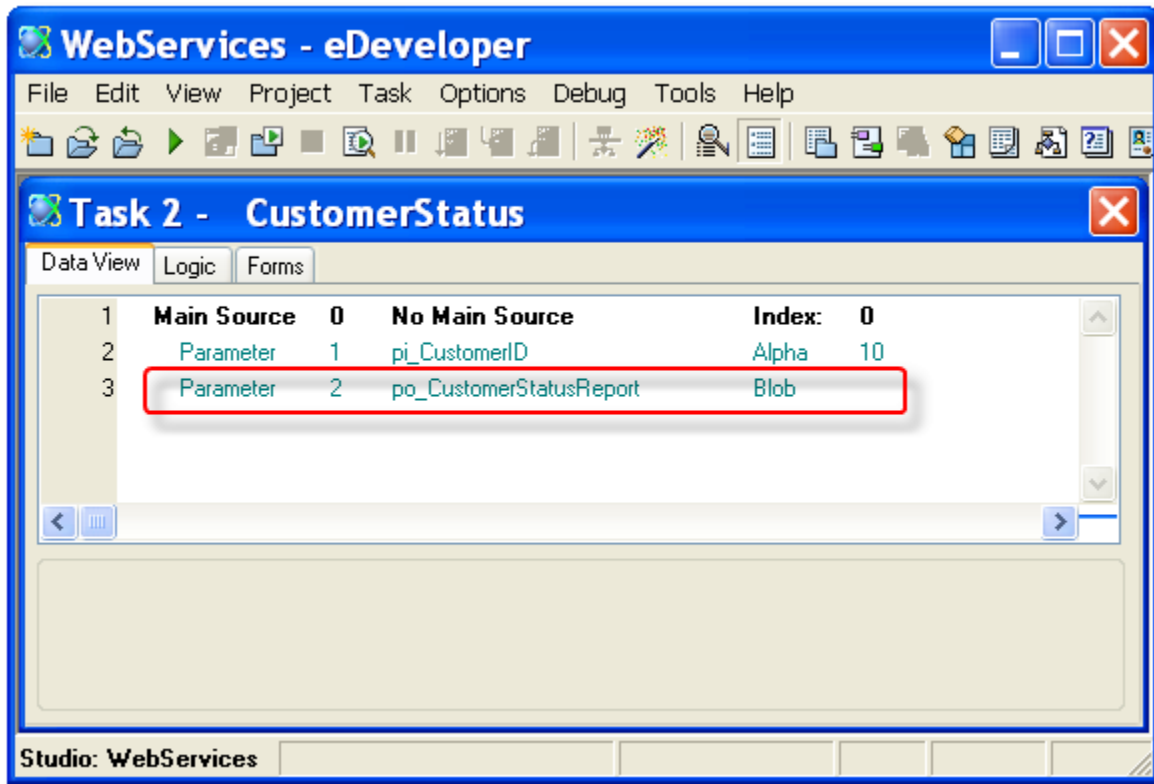 WebServices - eDeveloper
File Edit View Project Task Options Debug Tools Help
Task 2 - CustomerStatus
Data View Logic Forms
1 Main Source 0 No Main Source Index: 0
2 Parameter 1 pi_CustomerID Alpha 10
3 Parameter 2 po_CustomerStatusReport Blob
Studio: WebServices